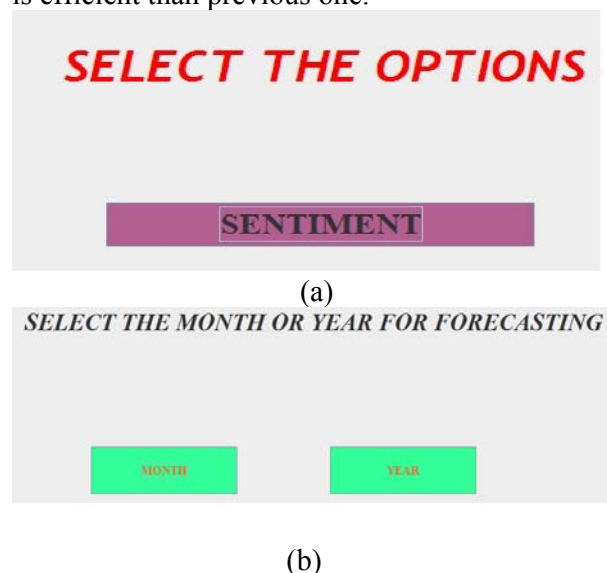 is efficient than previous one.
SELECT THE OPTIONS
SENTIMENT
(a)
SELECT THE MONTH OR YEAR FOR FORECASTING
MONTH YEAR
(b)